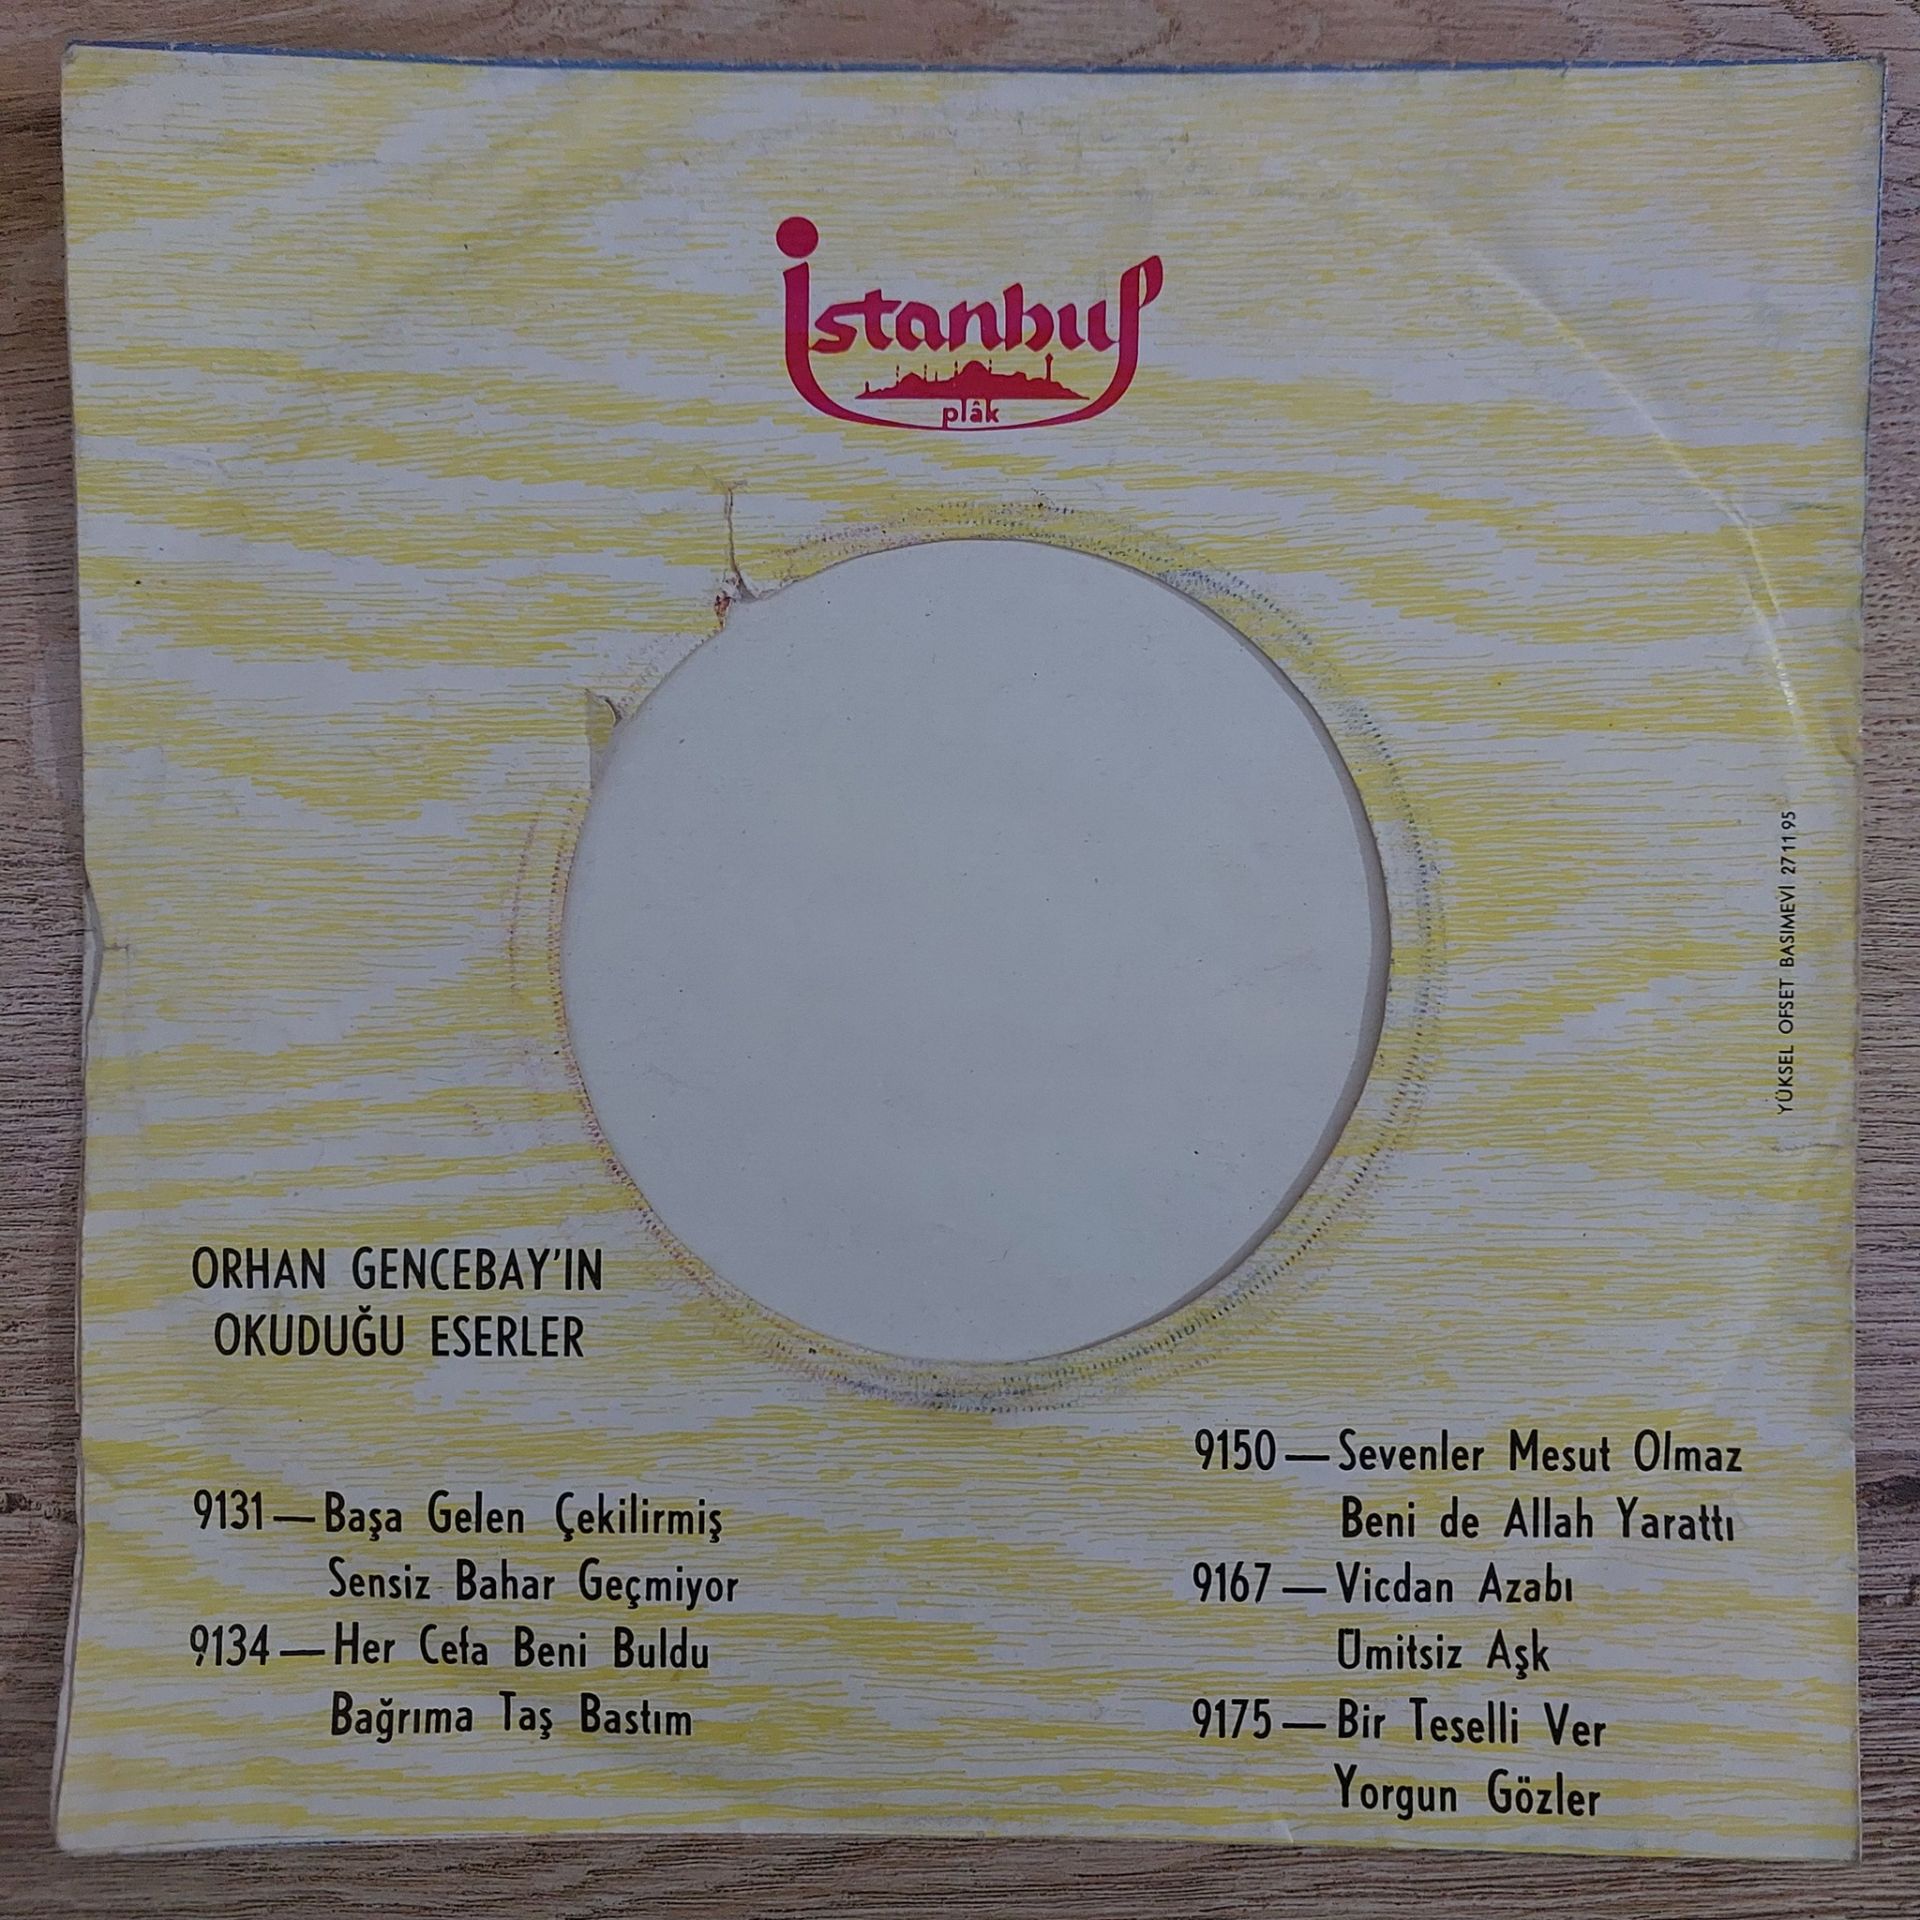 İstanbul
plâk
YÜKSEL OFSET BASIMEVİ 27 11 95
ORHAN GENCEBAY'IN
OKUDUĞU ESERLER
9131 — Başa Gelen Çekilirmiş
Sensiz Bahar Geçmiyor
9134 — Her Cefa Beni Buldu
Bağrıma Taş Bastım
9150 — Sevenler Mesut Olmaz
Beni de Allah Yarattı
9167 — Vicdan Azabı
Ümitsiz Aşk
9175 — Bir Teselli Ver
Yorgun Gözler